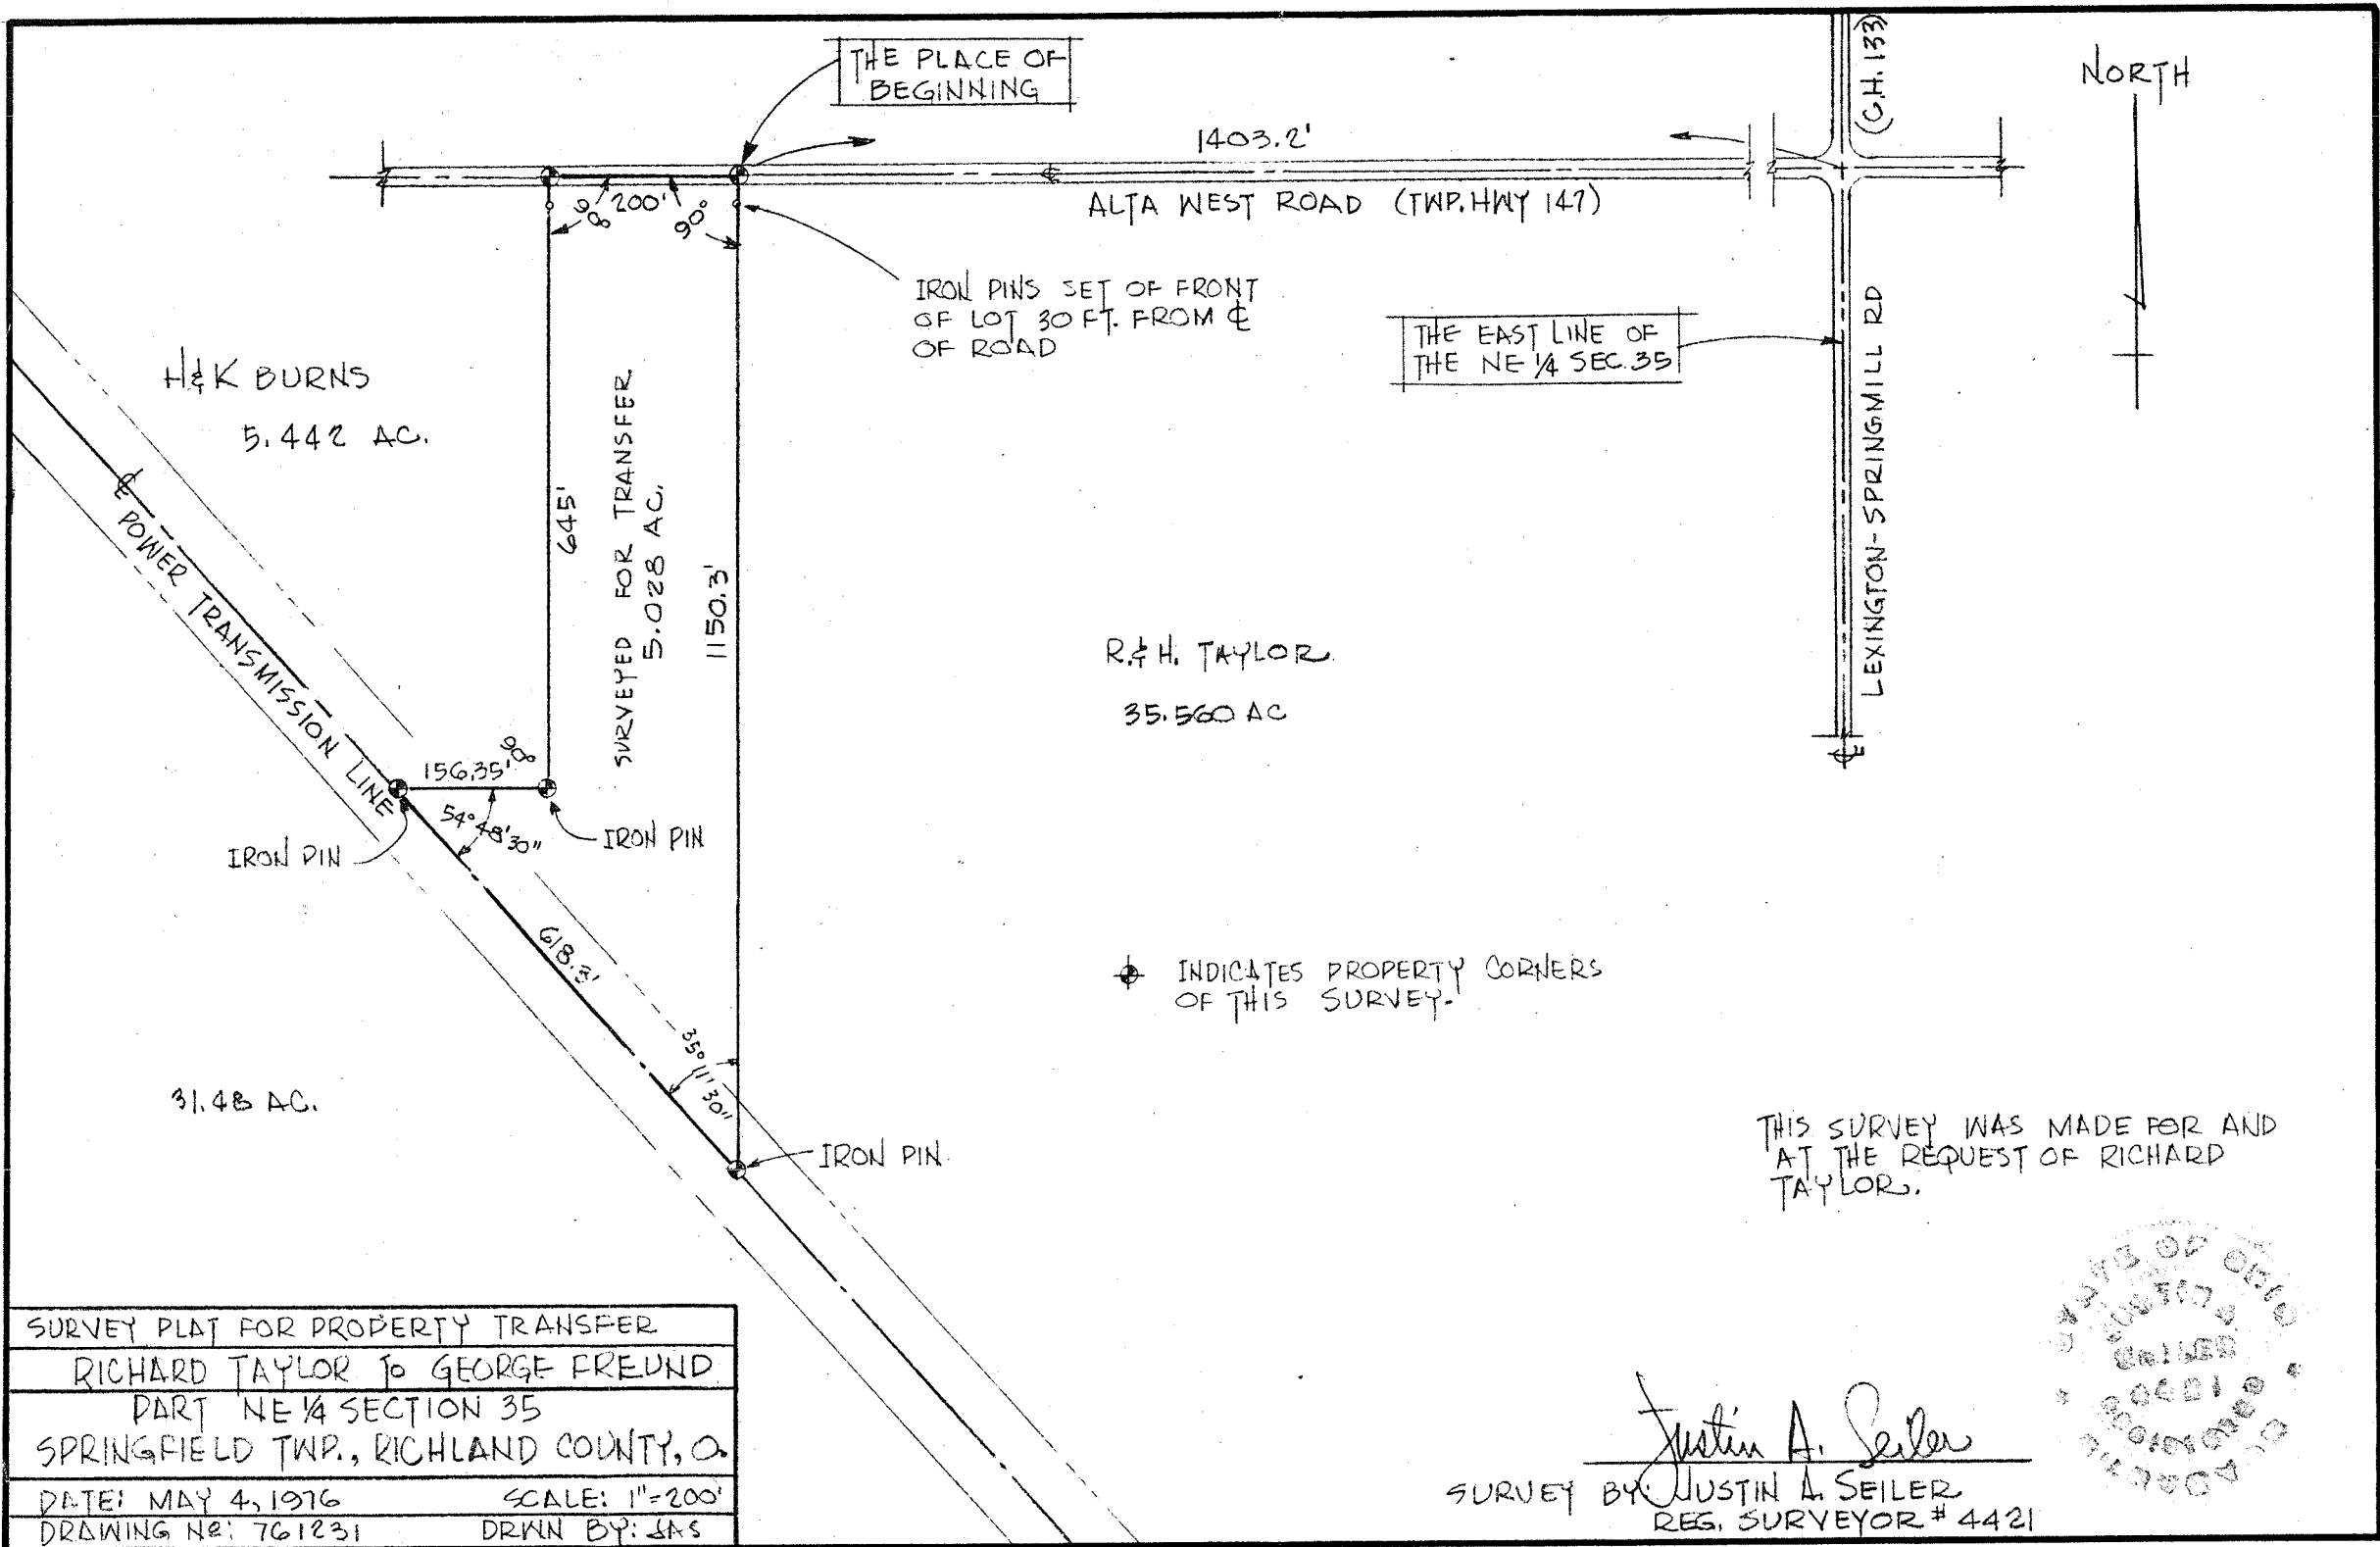 THE PLACE OF
BEGINNING
(C.H. 133)
NORTH
1403.2'
ALTA WEST ROAD (TWP. HWY 147)
200'
90°
90°
IRON PINS SET OF FRONT
OF LOT 30 FT. FROM ℄
OF ROAD
THE EAST LINE OF
THE NE 1/4 SEC. 35
LEXINGTON-SPRINGMILL RD
℄
H & K BURNS
5.442 AC.
℄
POWER TRANSMISSION LINE
645'
SURVEYED FOR TRANSFER
5.028 AC.
1150.3'
R. & H. TAYLOR
35.560 AC
156.35'
90°
54°48'30"
IRON PIN
IRON PIN
618.3'
35°11'30"
IRON PIN
INDICATES PROPERTY CORNERS
OF THIS SURVEY.
31.48 AC.
THIS SURVEY WAS MADE FOR AND
AT THE REQUEST OF RICHARD
TAYLOR.
STATE OF OHIO
SURVEY PLAT FOR PROPERTY TRANSFER
RICHARD TAYLOR TO GEORGE FREUND
PART NE 1/4 SECTION 35
SPRINGFIELD TWP., RICHLAND COUNTY, O.
DATE: MAY 4, 1976 SCALE: 1"=200'
DRAWING No: 761231 DRWN BY: JAS
Justin A. Seiler
SURVEY BY: JUSTIN A. SEILER
REG. SURVEYOR # 4421